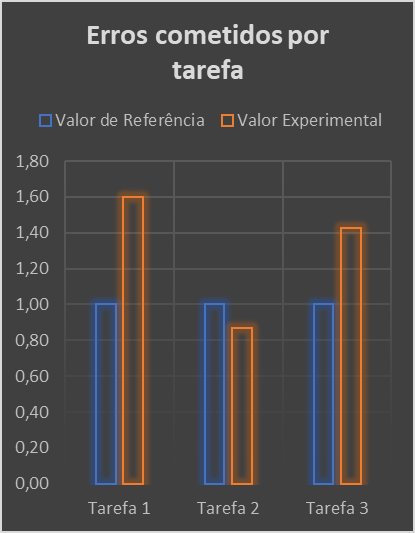 Erros cometidos por
tarefa
Valor de Referência Valor Experimental
1,80
1,60
1,40
1,20
1,00
0,80
0,60
0,40
0,20
0,00
Tarefa 1 Tarefa 2 Tarefa 3